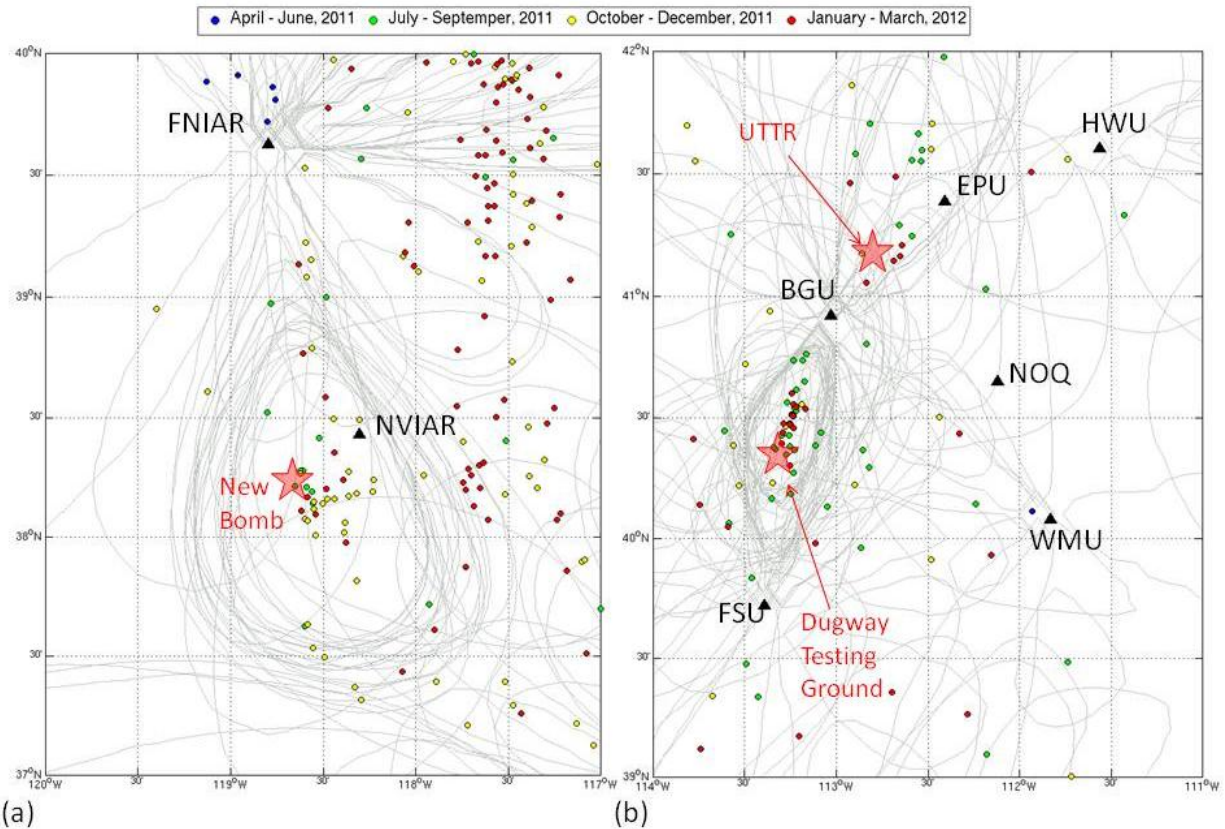 April - June, 2011 July - Septemper, 2011 October - December, 2011 January - March, 2012
40°N
FNIAR
30'
39°N
30'
NVIAR
New
Bomb
38°N
30'
37°N
120°W 30' 119°W 30' 118°W 30' 117°W
(a)
42°N
UTTR
HWU
30'
EPU
BGU
41°N
NOQ
30'
40°N
WMU
FSU
Dugway
Testing
Ground
30'
39°N
114°W 30' 113°W 30' 112°W 30' 111°W
(b)